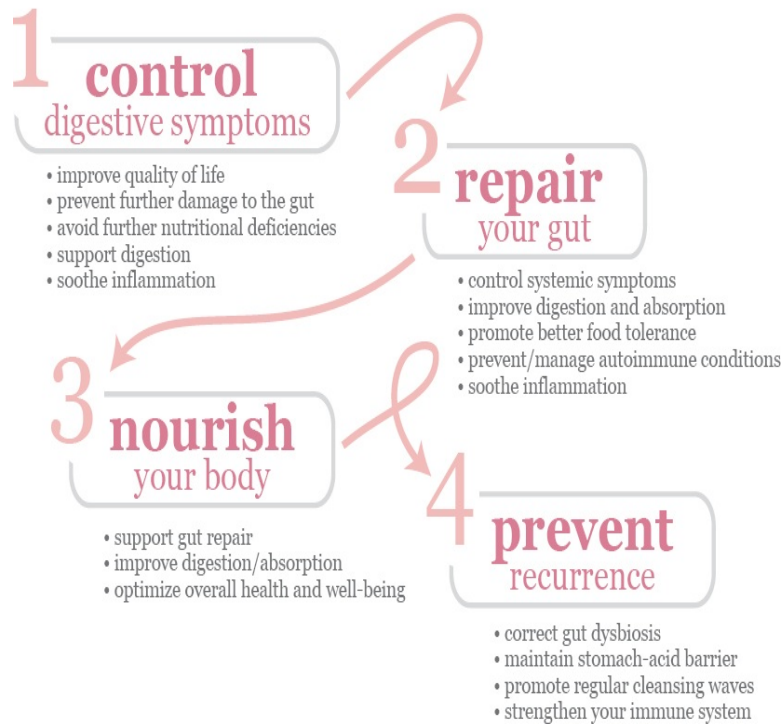 1
control
digestive symptoms
• improve quality of life
• prevent further damage to the gut
• avoid further nutritional deficiencies
• support digestion
• soothe inflammation
2
repair
your gut
• control systemic symptoms
• improve digestion and absorption
• promote better food tolerance
• prevent/manage autoimmune conditions
• soothe inflammation
3
nourish
your body
• support gut repair
• improve digestion/absorption
• optimize overall health and well-being
4
prevent
recurrence
• correct gut dysbiosis
• maintain stomach-acid barrier
• promote regular cleansing waves
• strengthen your immune system